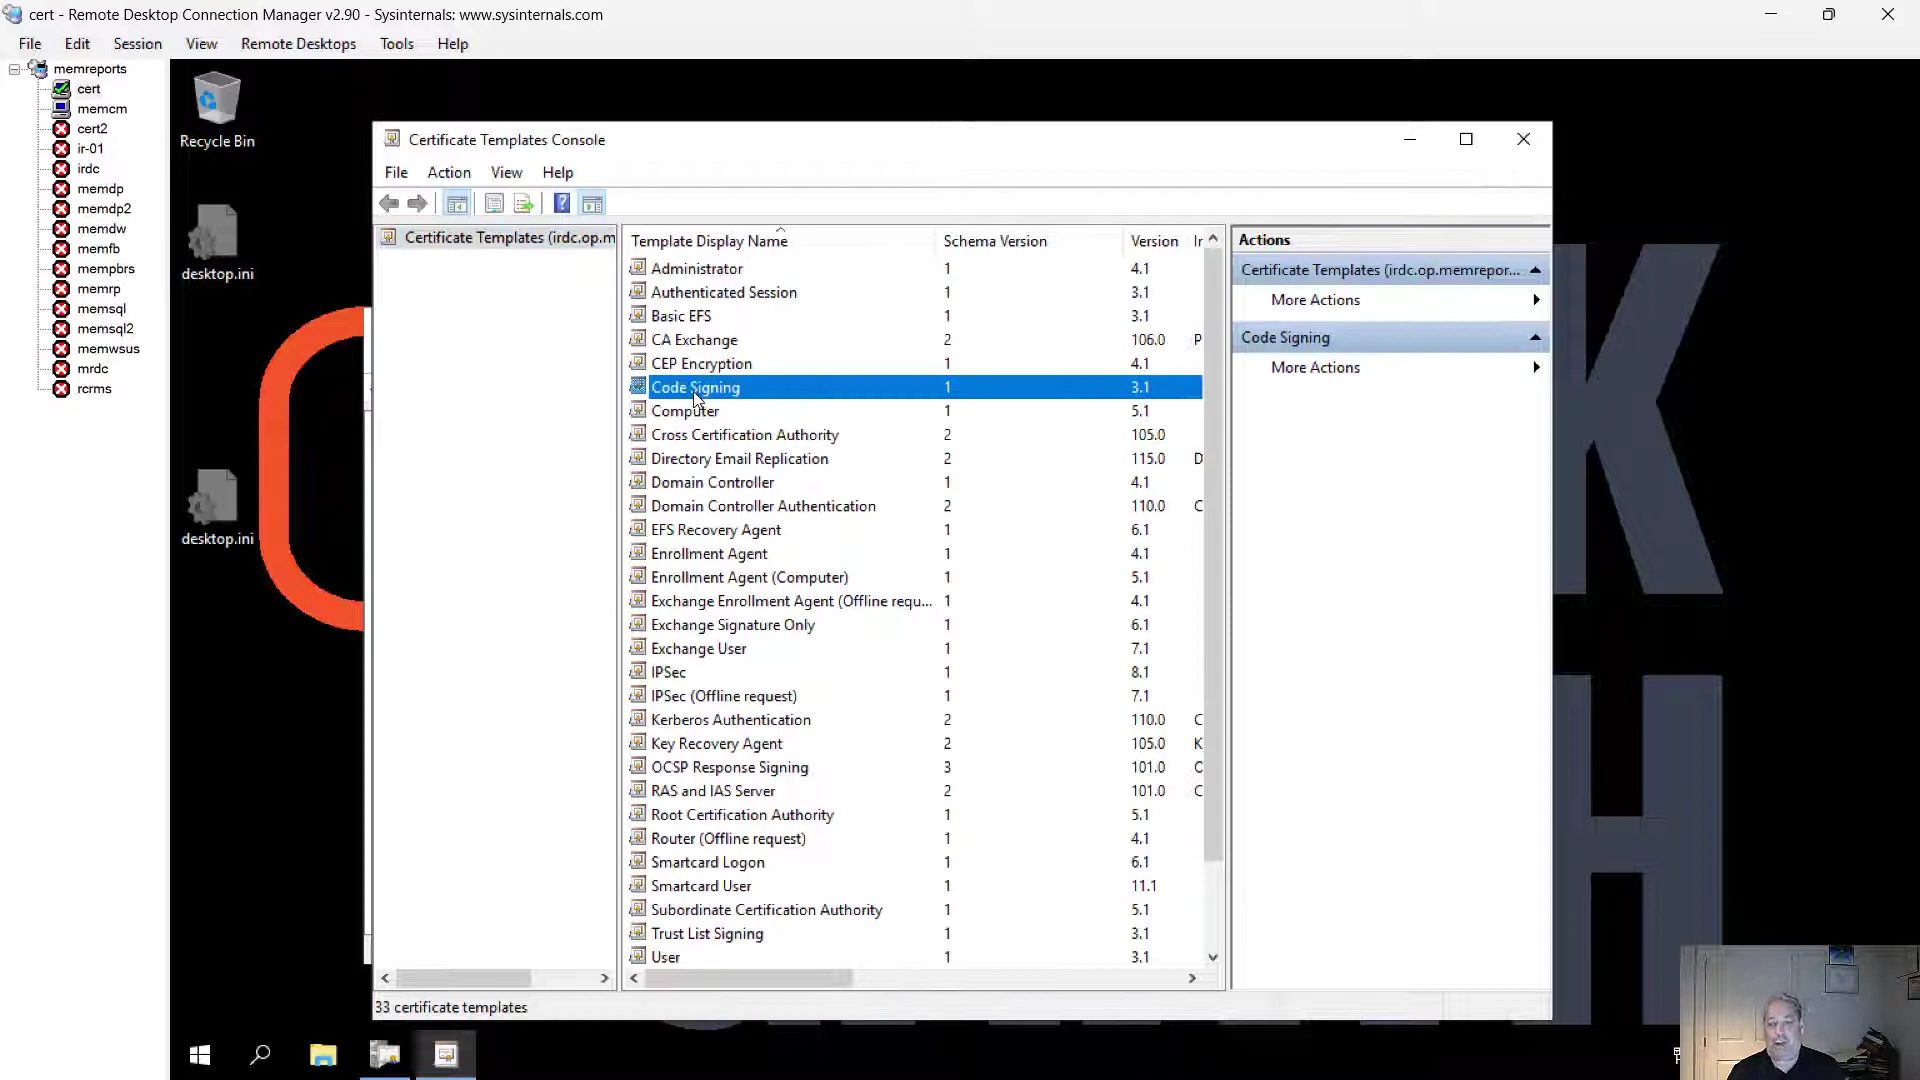 cert - Remote Desktop Connection Manager v2.90 - Sysinternals: www.sysinternals.com
File Edit Session View Remote Desktops Tools Help
memreports
cert
memcm
cert2
ir-01
irdc
memdp
memdp2
memdw
memfb
mempbrs
memrp
memsql
memsql2
memwsus
mrdc
rcrms
Recycle Bin
desktop.ini
desktop.ini
Certificate Templates Console
File Action View Help
Certificate Templates (irdc.op.m
Template Display Name Schema Version Version Ir
Administrator 1 4.1
Authenticated Session 1 3.1
Basic EFS 1 3.1
CA Exchange 2 106.0 P
CEP Encryption 1 4.1
Code Signing 1 3.1
Computer 1 5.1
Cross Certification Authority 2 105.0
Directory Email Replication 2 115.0 D
Domain Controller 1 4.1
Domain Controller Authentication 2 110.0 C
EFS Recovery Agent 1 6.1
Enrollment Agent 1 4.1
Enrollment Agent (Computer) 1 5.1
Exchange Enrollment Agent (Offline requ... 1 4.1
Exchange Signature Only 1 6.1
Exchange User 1 7.1
IPSec 1 8.1
IPSec (Offline request) 1 7.1
Kerberos Authentication 2 110.0 C
Key Recovery Agent 2 105.0 K
OCSP Response Signing 3 101.0 O
RAS and IAS Server 2 101.0 C
Root Certification Authority 1 5.1
Router (Offline request) 1 4.1
Smartcard Logon 1 6.1
Smartcard User 1 11.1
Subordinate Certification Authority 1 5.1
Trust List Signing 1 3.1
User 1 3.1
Actions
Certificate Templates (irdc.op.memrepor...
More Actions
Code Signing
More Actions
33 certificate templates
K
H